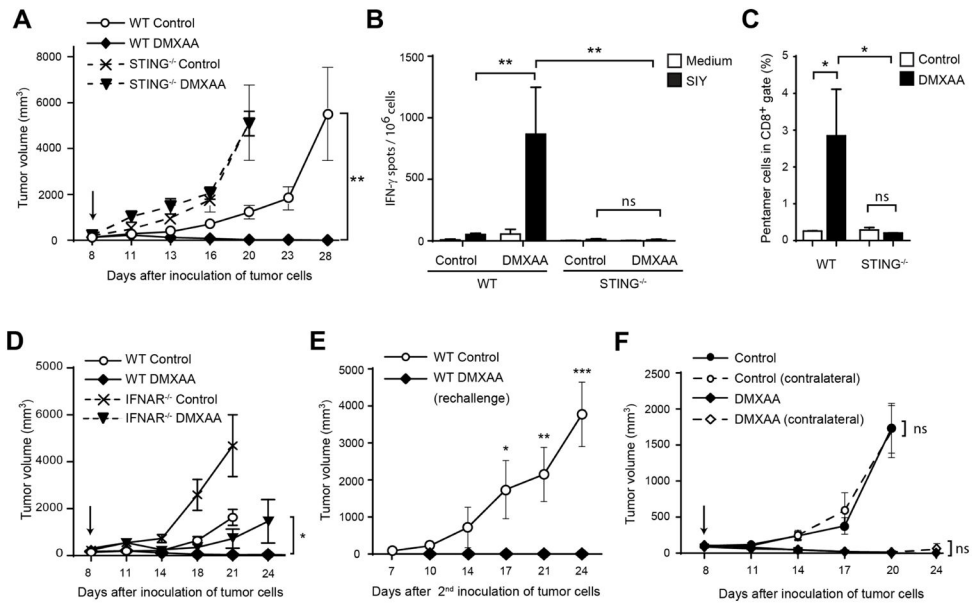 A
WT Control
WT DMXAA
STING-/- Control
STING-/- DMXAA
8000
6000
4000
2000
0
Tumor volume (mm3)
**
8 11 13 16 20 23 28
Days after inoculation of tumor cells
B
Medium
SIY
**
**
1500
1000
500
0
IFN-γ spots / 106 cells
ns
Control DMXAA Control DMXAA
WT STING-/-
C
Control
DMXAA
*
*
5
4
3
2
1
0
Pentamer cells in CD8+ gate (%)
ns
WT STING-/-
D
WT Control
WT DMXAA
IFNAR-/- Control
IFNAR-/- DMXAA
8000
6000
4000
2000
0
Tumor volume (mm3)
*
8 11 14 18 21 24
Days after inoculation of tumor cells
E
WT Control
WT DMXAA
(rechallenge)
5000
4000
3000
2000
1000
0
Tumor volume (mm3)
*
**
***
7 10 14 17 21 24
Days after 2nd inoculation of tumor cells
F
Control
Control (contralateral)
DMXAA
DMXAA (contralateral)
2500
2000
1500
1000
500
0
Tumor volume (mm3)
ns
ns
8 11 14 17 20 24
Days after inoculation of tumor cells